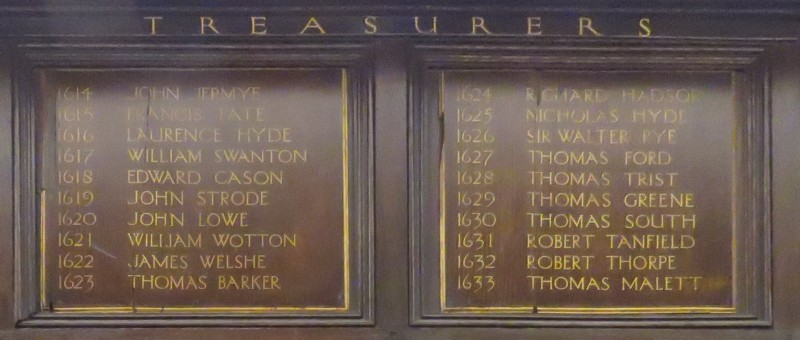 TREASURERS
1614 JOHN JERMYE
1615 FRANCIS TATE
1616 LAURENCE HYDE
1617 WILLIAM SWANTON
1618 EDWARD CASON
1619 JOHN STRODE
1620 JOHN LOWE
1621 WILLIAM WOTTON
1622 JAMES WELSHE
1623 THOMAS BARKER
1624 RICHARD HADSOR
1625 NICHOLAS HYDE
1626 SIR WALTER PYE
1627 THOMAS FORD
1628 THOMAS TRIST
1629 THOMAS GREENE
1630 THOMAS SOUTH
1631 ROBERT TANFIELD
1632 ROBERT THORPE
1633 THOMAS MALETT